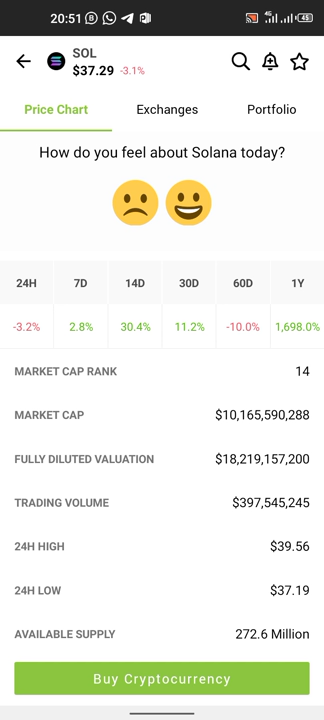 20:51
4G
49
SOL
$37.29 -3.1%
Price Chart Exchanges Portfolio
How do you feel about Solana today?
24H 7D 14D 30D 60D 1Y
-3.2% 2.8% 30.4% 11.2% -10.0% 1,698.0%
MARKET CAP RANK 14
MARKET CAP $10,165,590,288
FULLY DILUTED VALUATION $18,219,157,200
TRADING VOLUME $397,545,245
24H HIGH $39.56
24H LOW $37.19
AVAILABLE SUPPLY 272.6 Million
Buy Cryptocurrency